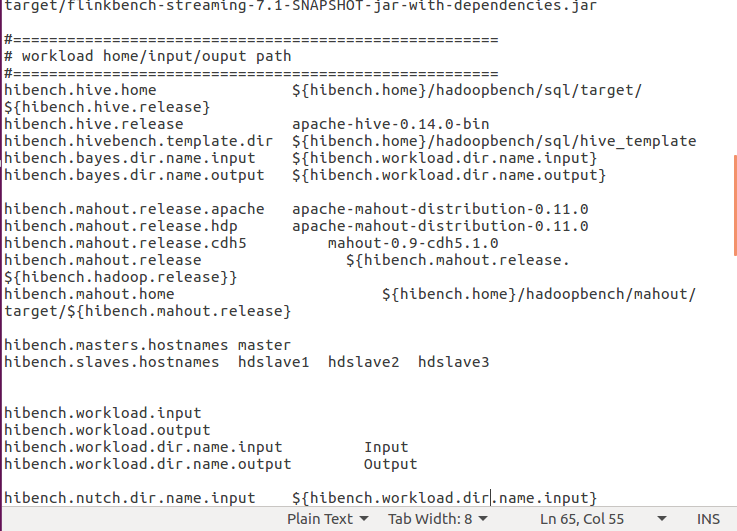 target/flinkbench-streaming-7.1-SNAPSHOT-jar-with-dependencies.jar
#======================================================
# workload home/input/ouput path
#======================================================
hibench.hive.home               ${hibench.home}/hadoopbench/sql/target/
${hibench.hive.release}
hibench.hive.release            apache-hive-0.14.0-bin
hibench.hivebench.template.dir  ${hibench.home}/hadoopbench/sql/hive_template
hibench.bayes.dir.name.input    ${hibench.workload.dir.name.input}
hibench.bayes.dir.name.output   ${hibench.workload.dir.name.output}
hibench.mahout.release.apache   apache-mahout-distribution-0.11.0
hibench.mahout.release.hdp      apache-mahout-distribution-0.11.0
hibench.mahout.release.cdh5         mahout-0.9-cdh5.1.0
hibench.mahout.release                ${hibench.mahout.release.
${hibench.hadoop.release}}
hibench.mahout.home                       ${hibench.home}/hadoopbench/mahout/
target/${hibench.mahout.release}
hibench.masters.hostnames master
hibench.slaves.hostnames  hdslave1  hdslave2  hdslave3
hibench.workload.input
hibench.workload.output
hibench.workload.dir.name.input         Input
hibench.workload.dir.name.output        Output
hibench.nutch.dir.name.input    ${hibench.workload.dir.name.input}
Plain Text  Tab Width: 8  Ln 65, Col 55  INS